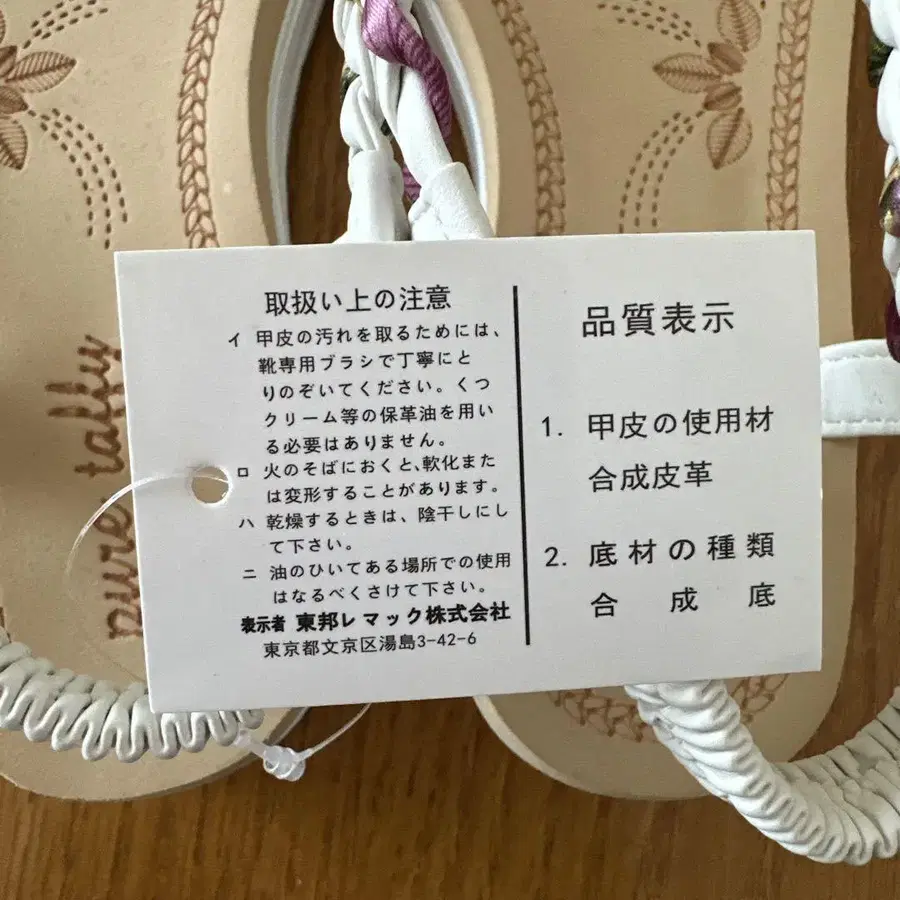 pure taffy
取扱い上の注意
イ 甲皮の汚れを取るためには、
靴専用ブラシで丁寧にと
りのぞいてください。くつ
クリーム等の保革油を用い
る必要はありません。
ロ 火のそばにおくと、軟化また
は変形することがあります。
ハ 乾燥するときは、陰干しにし
て下さい。
ニ 油のひいてある場所での使用
はなるべくさけて下さい。
表示者 東邦レマック株式会社
東京都文京区湯島3-42-6
品質表示
1. 甲皮の使用材
合成皮革
2. 底材の種類
合成底